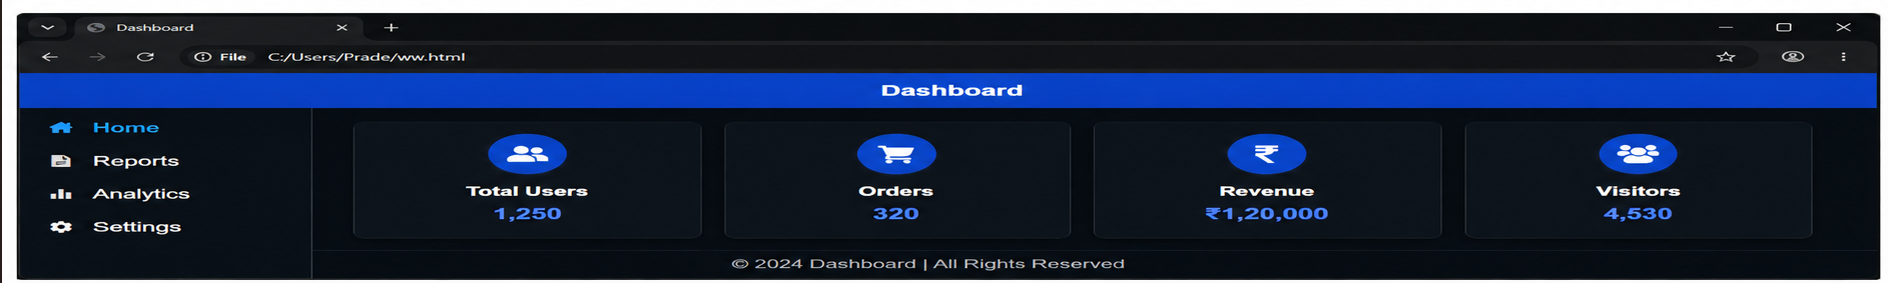 Dashboard
File C:/Users/Prade/ww.html
Dashboard
Home
Reports
Analytics
Settings
Total Users
1,250
Orders
320
Revenue
₹1,20,000
Visitors
4,530
© 2024 Dashboard | All Rights Reserved